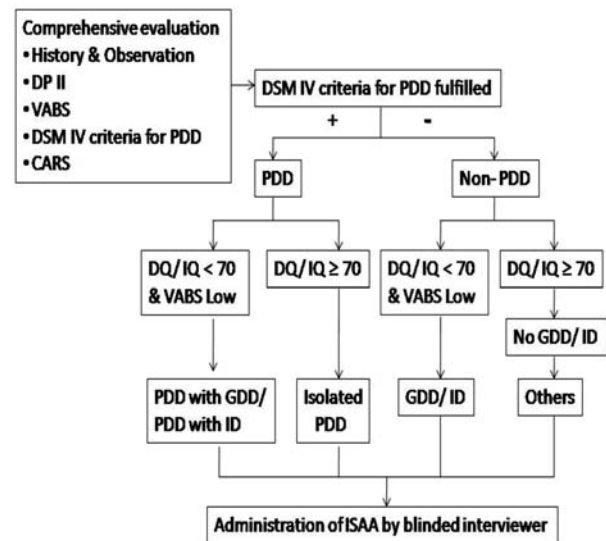 Comprehensive evaluation
•History & Observation
•DP II
•VABS
•DSM IV criteria for PDD
•CARS
DSM IV criteria for PDD fulfilled
+ -
PDD
Non- PDD
DQ/ IQ < 70
& VABS Low
DQ/ IQ ≥ 70
DQ/ IQ < 70
& VABS Low
DQ/ IQ ≥ 70
No GDD/ ID
PDD with GDD/
PDD with ID
Isolated
PDD
GDD/ ID
Others
Administration of ISAA by blinded interviewer